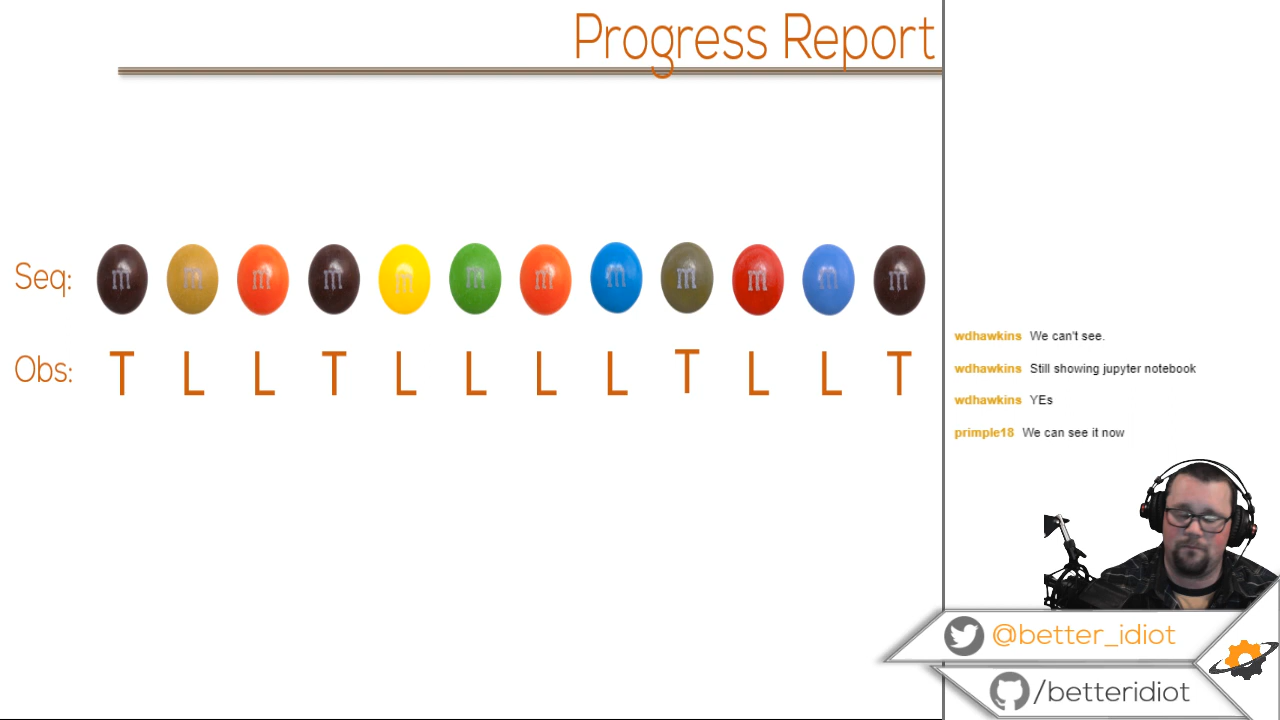 Progress Report
Seq: m m m m m m m m m m m m
Obs: T L L T L L L L T L L T
wdhawkins We can't see.
wdhawkins Still showing jupyter notebook
wdhawkins YEs
primple18 We can see it now
@better_idiot
/betteridiot